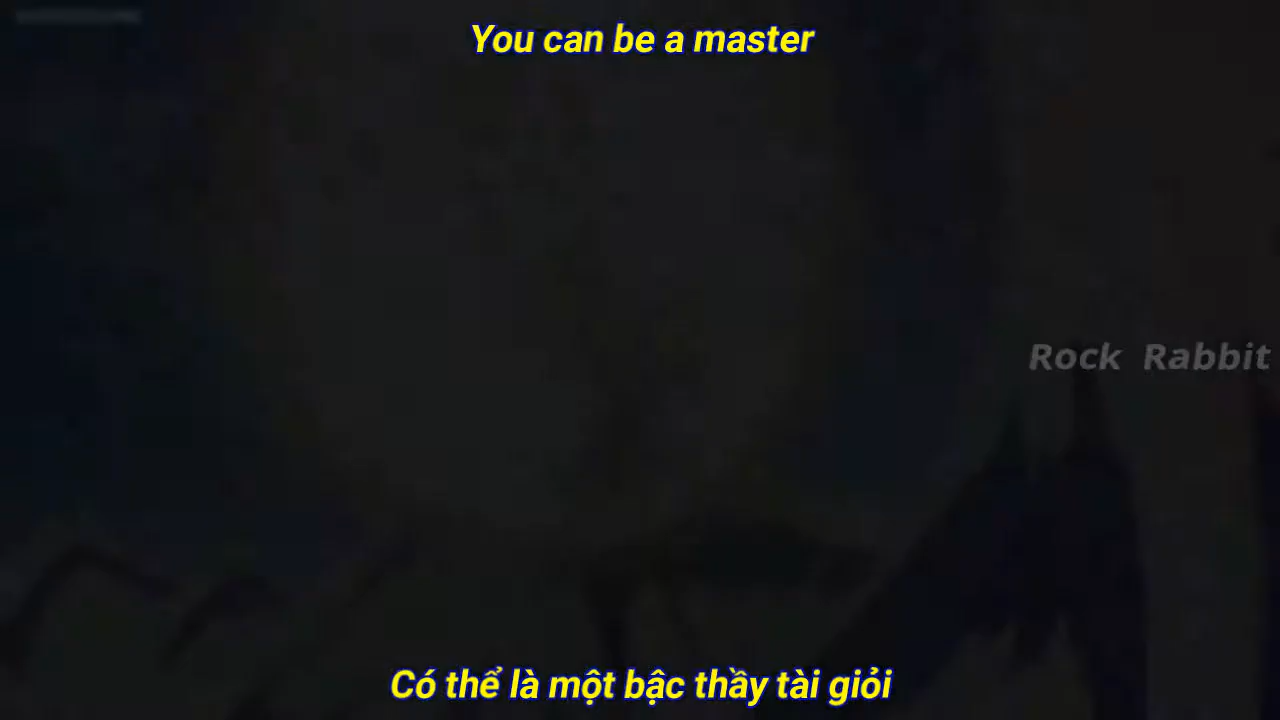 You can be a master
Rock Rabbit
Có thể là một bậc thầy tài giỏi